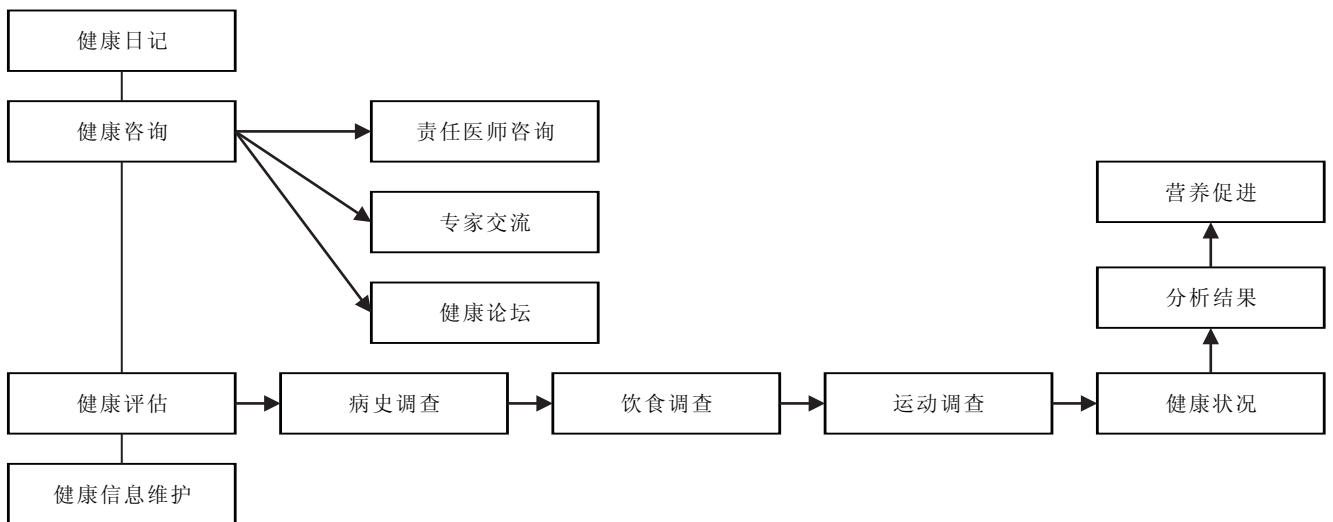 健康日记
健康咨询
责任医师咨询
专家交流
营养促进
分析结果
健康论坛
健康评估
病史调查
饮食调查
运动调查
健康状况
健康信息维护